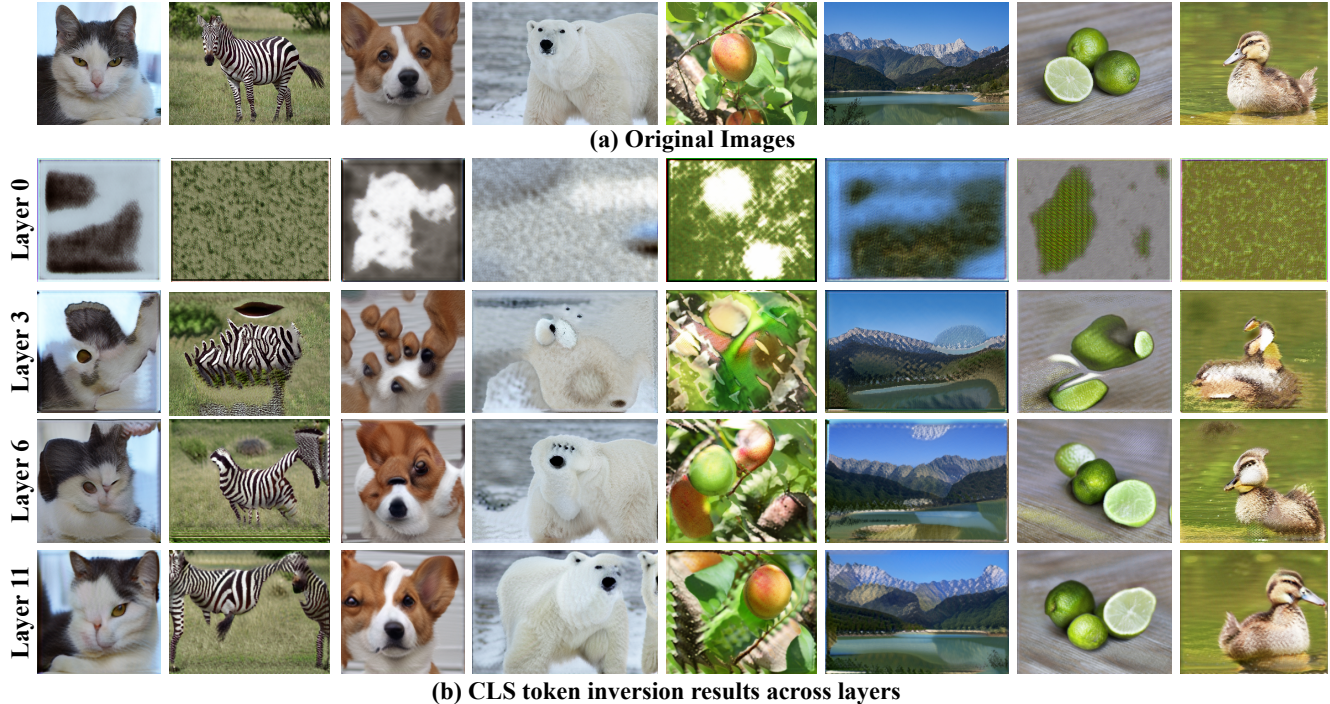 (a) Original Images
Layer 0
Layer 3
Layer 6
Layer 11
(b) CLS token inversion results across layers